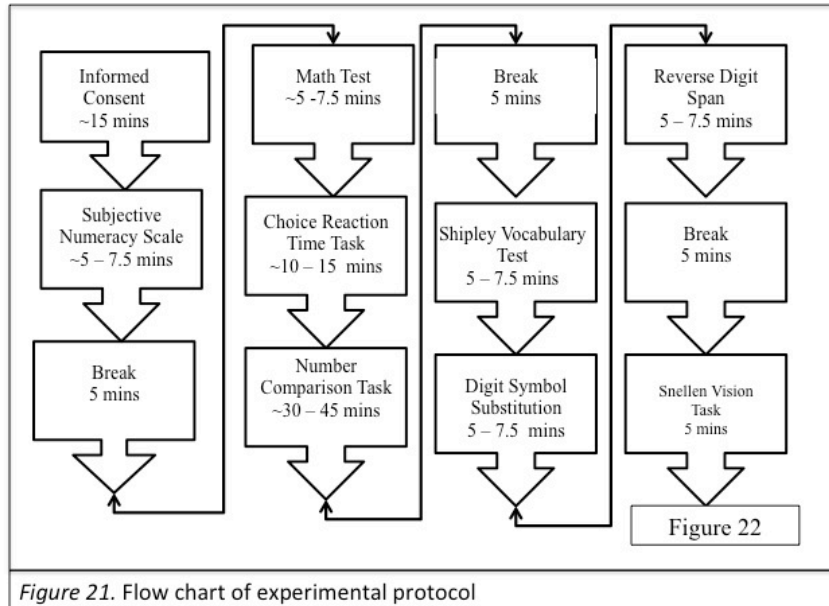 Informed
Consent
~15 mins
Subjective
Numeracy Scale
~5 – 7.5 mins
Break
5 mins
Math Test
~5 -7.5 mins
Choice Reaction
Time Task
~10 – 15 mins
Number
Comparison Task
~30 – 45 mins
Break
5 mins
Shipley Vocabulary
Test
5 – 7.5 mins
Digit Symbol
Substitution
5 – 7.5 mins
Reverse Digit
Span
5 – 7.5 mins
Break
5 mins
Snellen Vision
Task
5 mins
Figure 22
Figure 21. Flow chart of experimental protocol